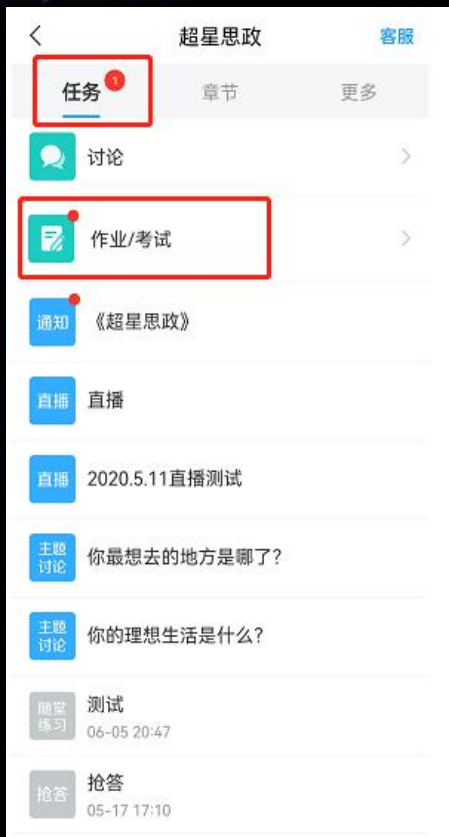 超星思政
客服
任务
1
章节
更多
讨论
作业/考试
通知
《超星思政》
直播
直播
直播
2020.5.11直播测试
主题
讨论
你最想去的地方是哪了?
主题
讨论
你的理想生活是什么?
随堂
练习
测试
06-05 20:47
抢答
抢答
05-17 17:10